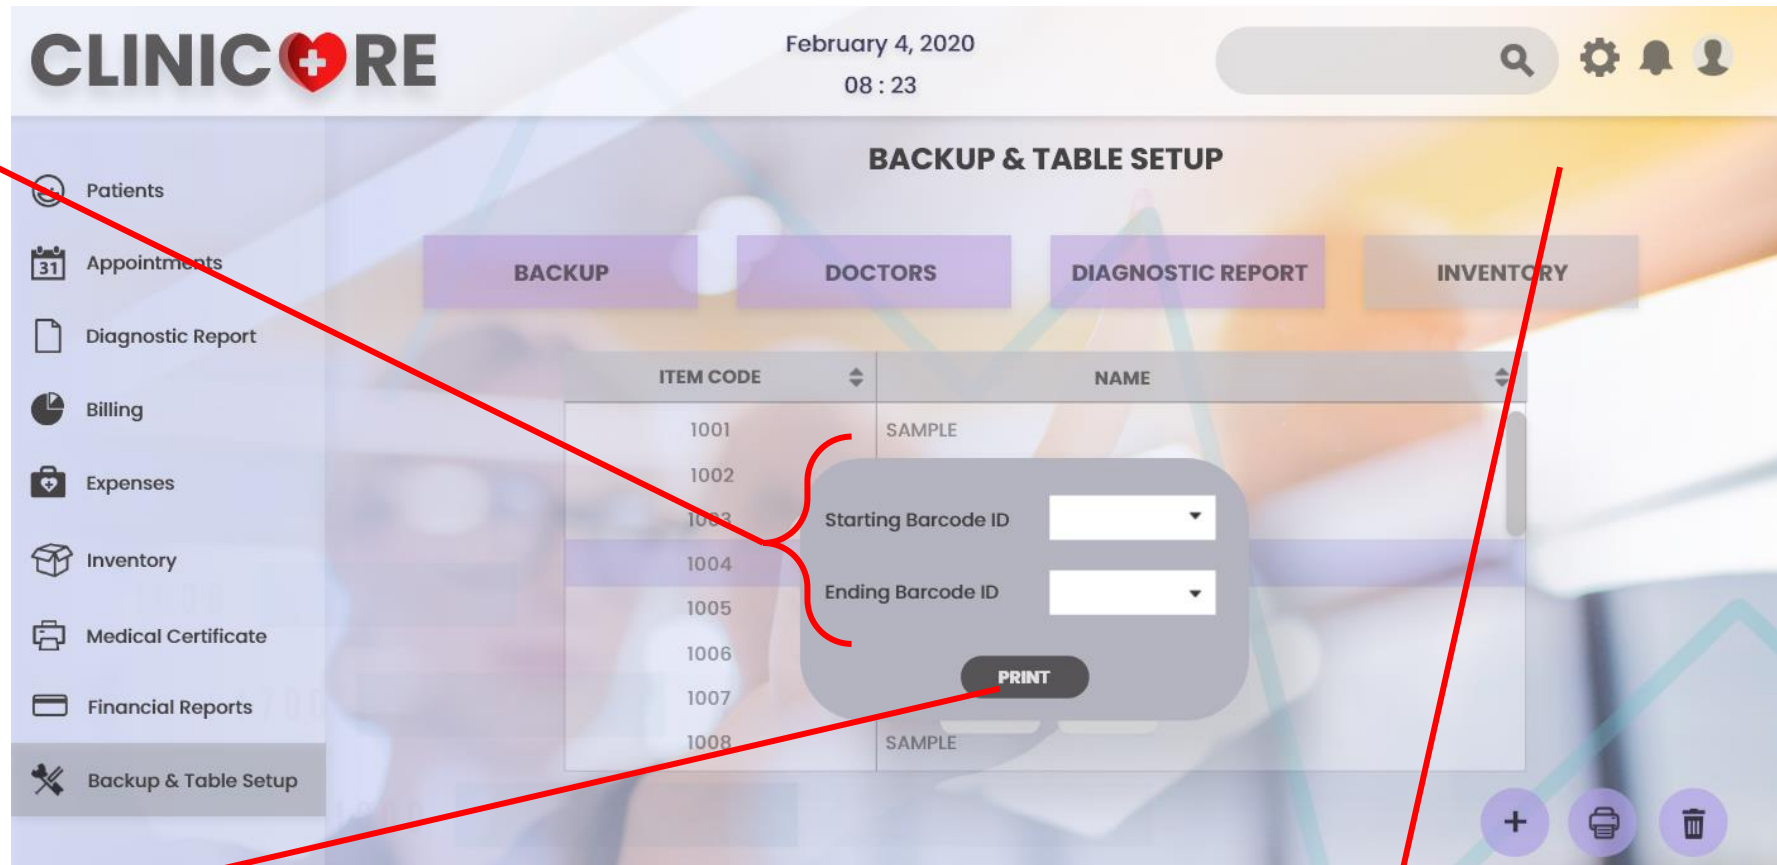 CLINICORE
February 4, 2020
08 : 23
BACKUP & TABLE SETUP
Patients
31
Appointments
Diagnostic Report
Billing
Expenses
Inventory
Medical Certificate
Financial Reports
Backup & Table Setup
BACKUP
DOCTORS
DIAGNOSTIC REPORT
INVENTORY
ITEM CODE
NAME
1001
SAMPLE
1002
1003
1004
1005
1006
1007
1008
SAMPLE
Starting Barcode ID
Ending Barcode ID
PRINT